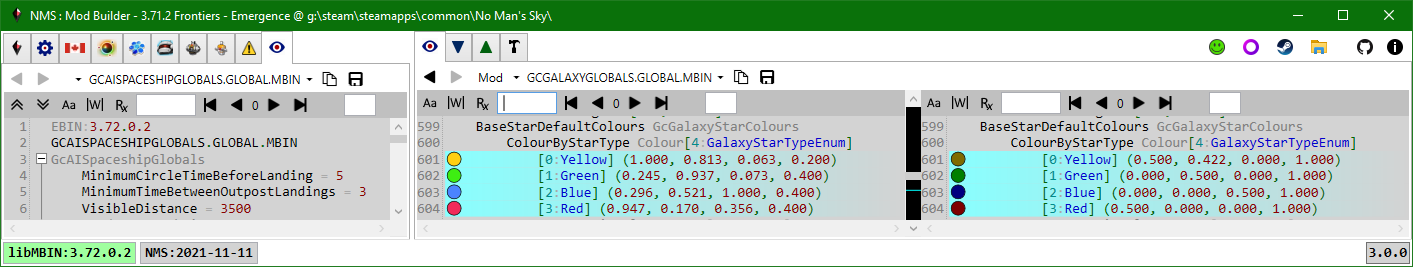 NMS : Mod Builder - 3.71.2 Frontiers - Emergence @ g:\steam\steamapps\common\No Man's Sky\
GCAISPACESHIPGLOBALS.GLOBAL.MBIN
Aa |W| Rx 0
1 EBIN:3.72.0.2
2 GCAISPACESHIPGLOBALS.GLOBAL.MBIN
3 GcAISpaceshipGlobals
4 MinimumCircleTimeBeforeLanding = 5
5 MinimumTimeBetweenOutpostLandings = 3
6 VisibleDistance = 3500
Mod GCGALAXYGLOBALS.GLOBAL.MBIN
Aa |W| Rx 0
599 BaseStarDefaultColours GcGalaxyStarColours
600 ColourByStarType Colour[4:GalaxyStarTypeEnum]
601 [0:Yellow] (1.000, 0.813, 0.063, 0.200)
602 [1:Green] (0.245, 0.937, 0.073, 0.400)
603 [2:Blue] (0.296, 0.521, 1.000, 0.400)
604 [3:Red] (0.947, 0.170, 0.356, 0.400)
Aa |W| Rx 0
599 BaseStarDefaultColours GcGalaxyStarColours
600 ColourByStarType Colour[4:GalaxyStarTypeEnum]
601 [0:Yellow] (0.500, 0.422, 0.000, 1.000)
602 [1:Green] (0.000, 0.500, 0.000, 1.000)
603 [2:Blue] (0.000, 0.000, 0.500, 1.000)
604 [3:Red] (0.500, 0.000, 0.000, 1.000)
libMBIN:3.72.0.2 NMS:2021-11-11 3.0.0